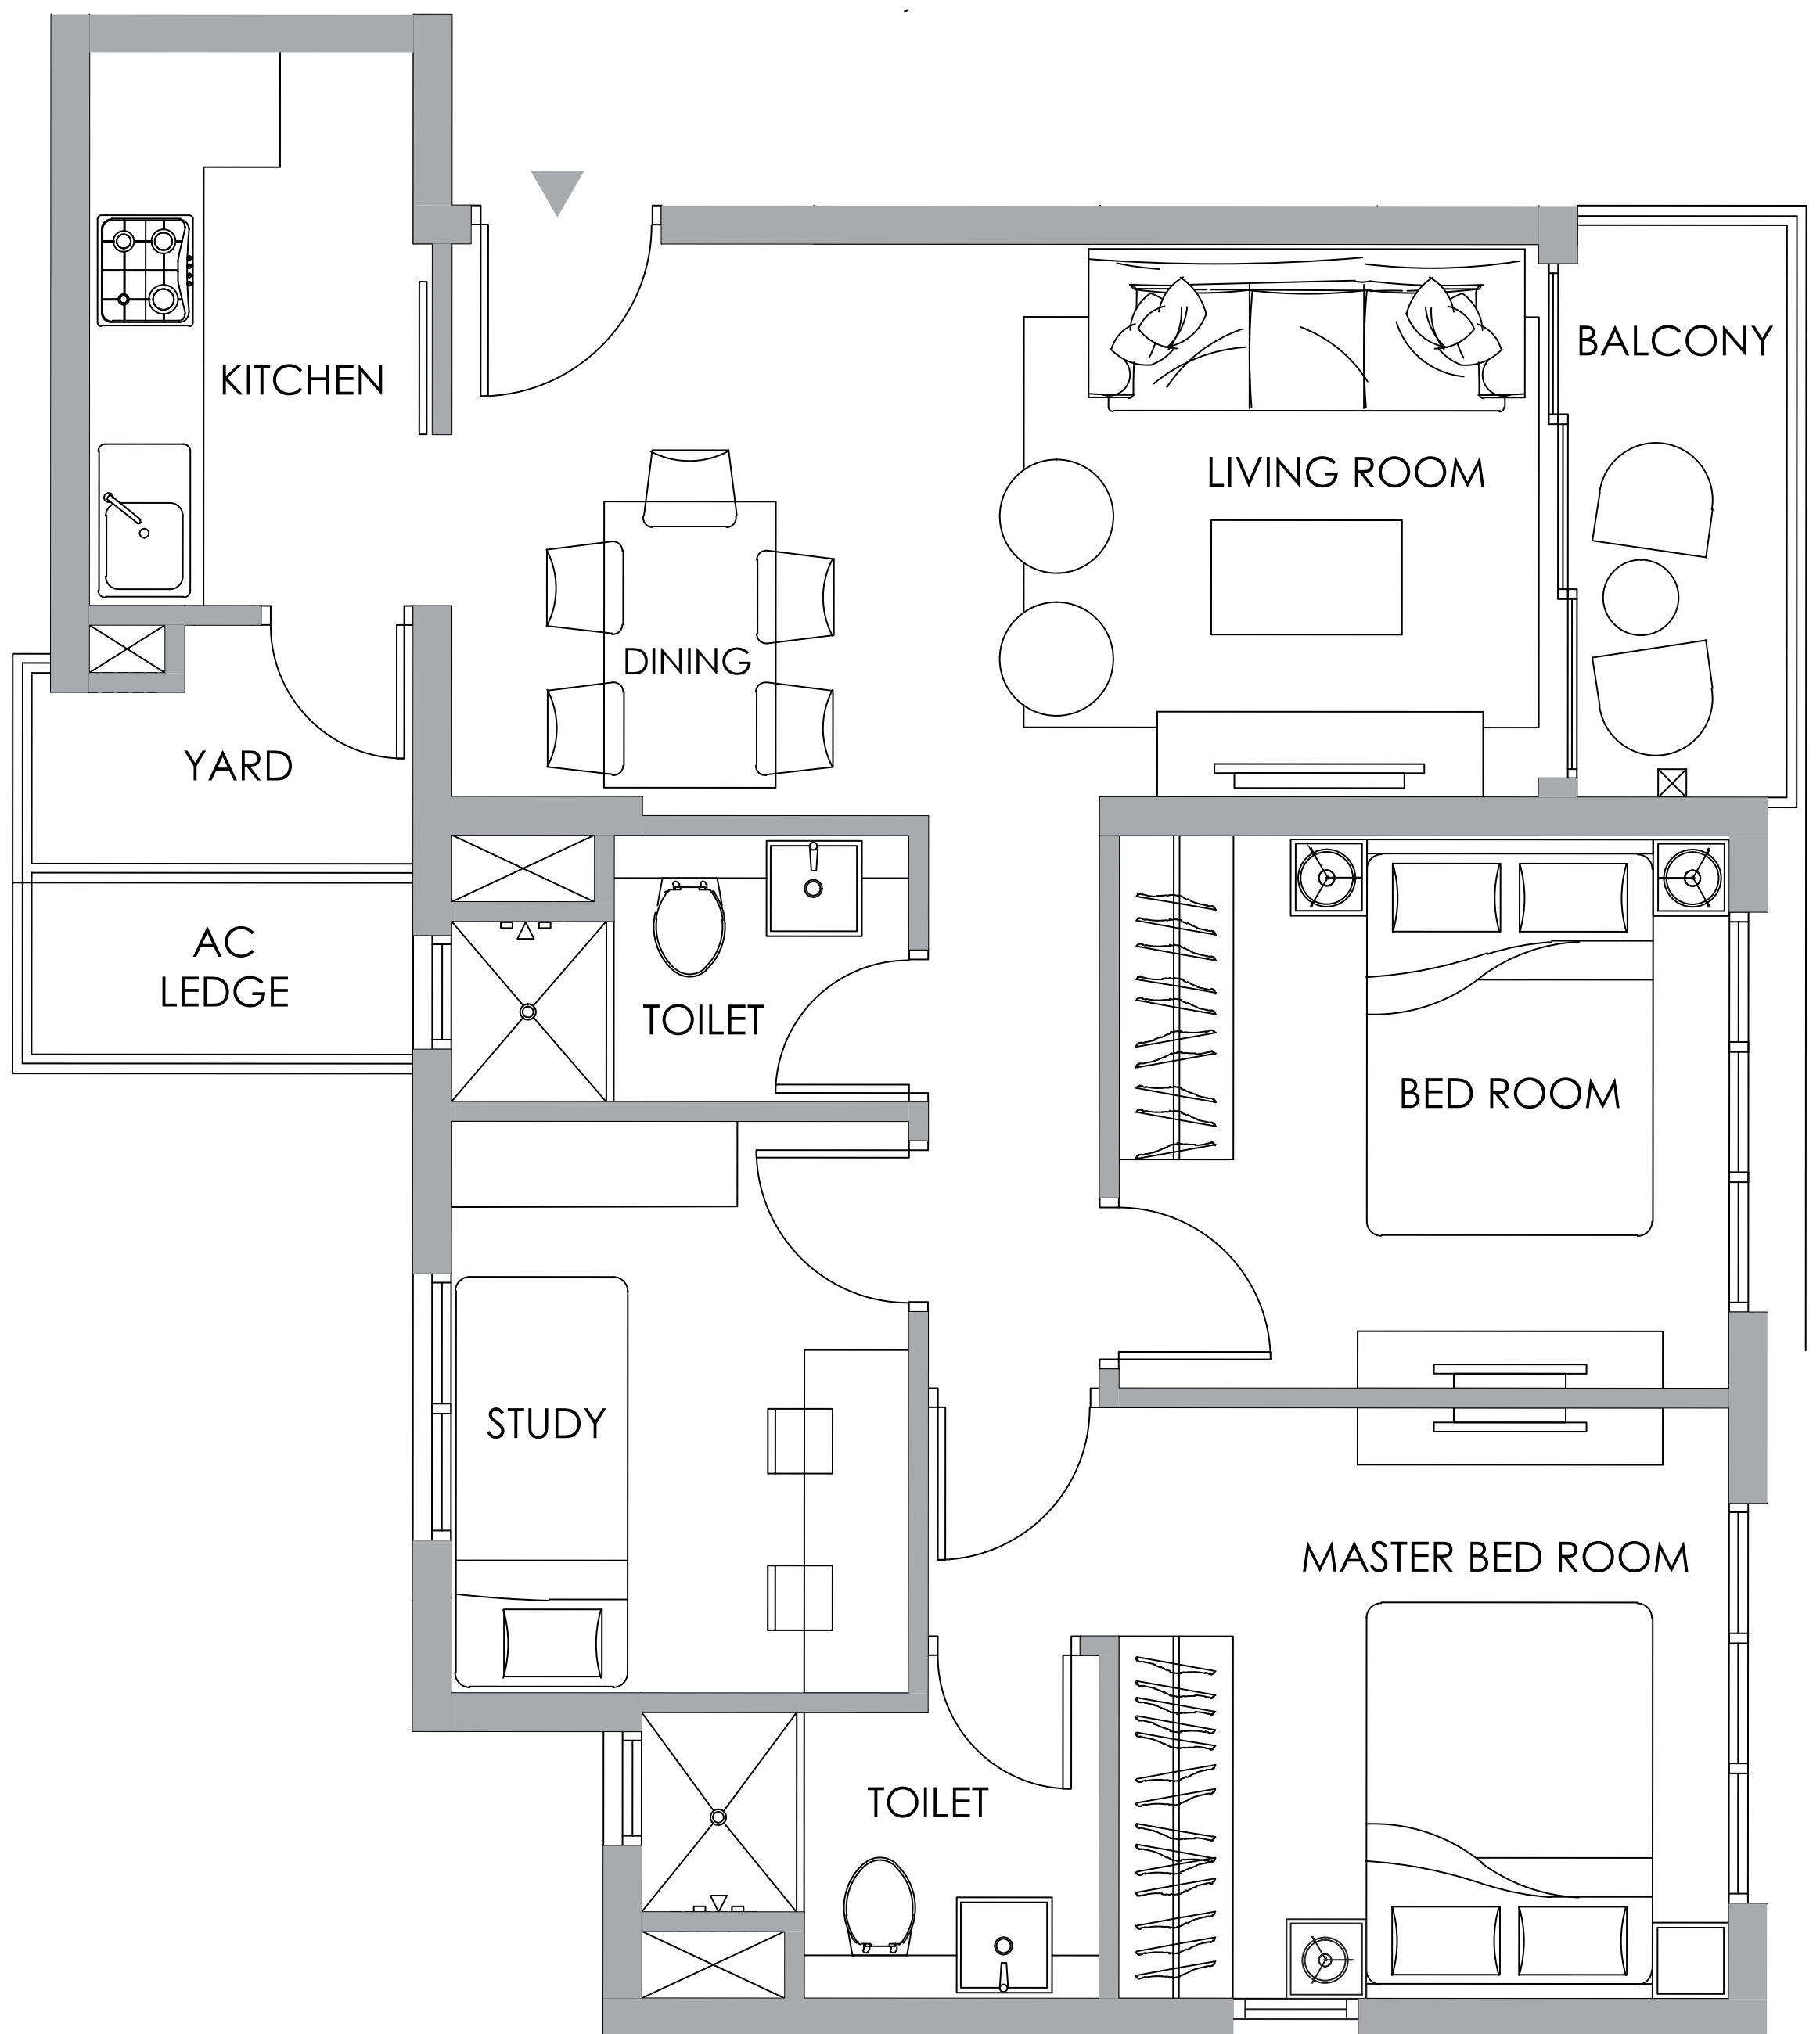 BALCONY
KITCHEN
LIVING ROOM
DINING
YARD
AC
LEDGE
TOILET
BED ROOM
STUDY
MASTER BED ROOM
TOILET